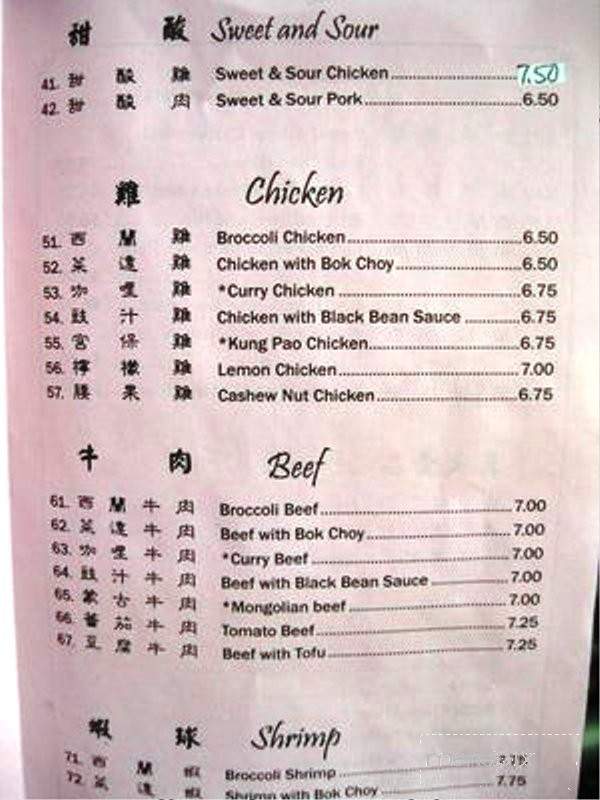 甜 酸 Sweet and Sour
41. 甜 酸 雞 Sweet & Sour Chicken 7.50
42. 甜 酸 肉 Sweet & Sour Pork 6.50
雞 Chicken
51. 西 蘭 雞 Broccoli Chicken 6.50
52. 菜 遠 雞 Chicken with Bok Choy 6.50
53. 咖 喱 雞 *Curry Chicken 6.75
54. 豉 汁 雞 Chicken with Black Bean Sauce 6.75
55. 宮 保 雞 *Kung Pao Chicken 6.75
56. 檸 檬 雞 Lemon Chicken 7.00
57. 腰 果 雞 Cashew Nut Chicken 6.75
牛 肉 Beef
61. 西 蘭 牛 肉 Broccoli Beef 7.00
62. 菜 遠 牛 肉 Beef with Bok Choy 7.00
63. 咖 喱 牛 肉 *Curry Beef 7.00
64. 豉 汁 牛 肉 Beef with Black Bean Sauce 7.00
65. 蒙 古 牛 肉 *Mongolian beef 7.00
66. 蕃 茄 牛 肉 Tomato Beef 7.25
67. 豆 腐 牛 肉 Beef with Tofu 7.25
蝦 球 Shrimp
71. 西 蘭 蝦 Broccoli Shrimp
72. 菜 遠 蝦 Shrimp with Bok Choy 7.75